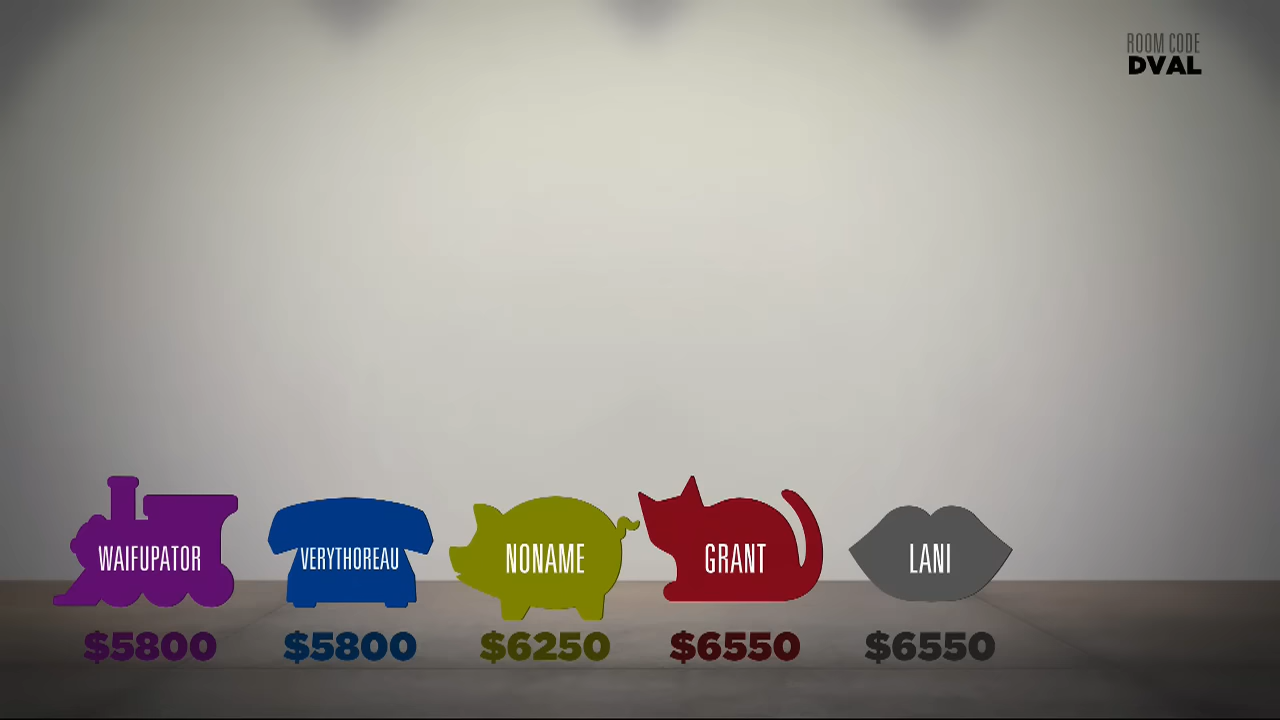 ROOM CODE
DVAL
WAIFUPATOR
VERYTHOREAU
NONAME
GRANT
LANI
$5800
$5800
$6250
$6550
$6550